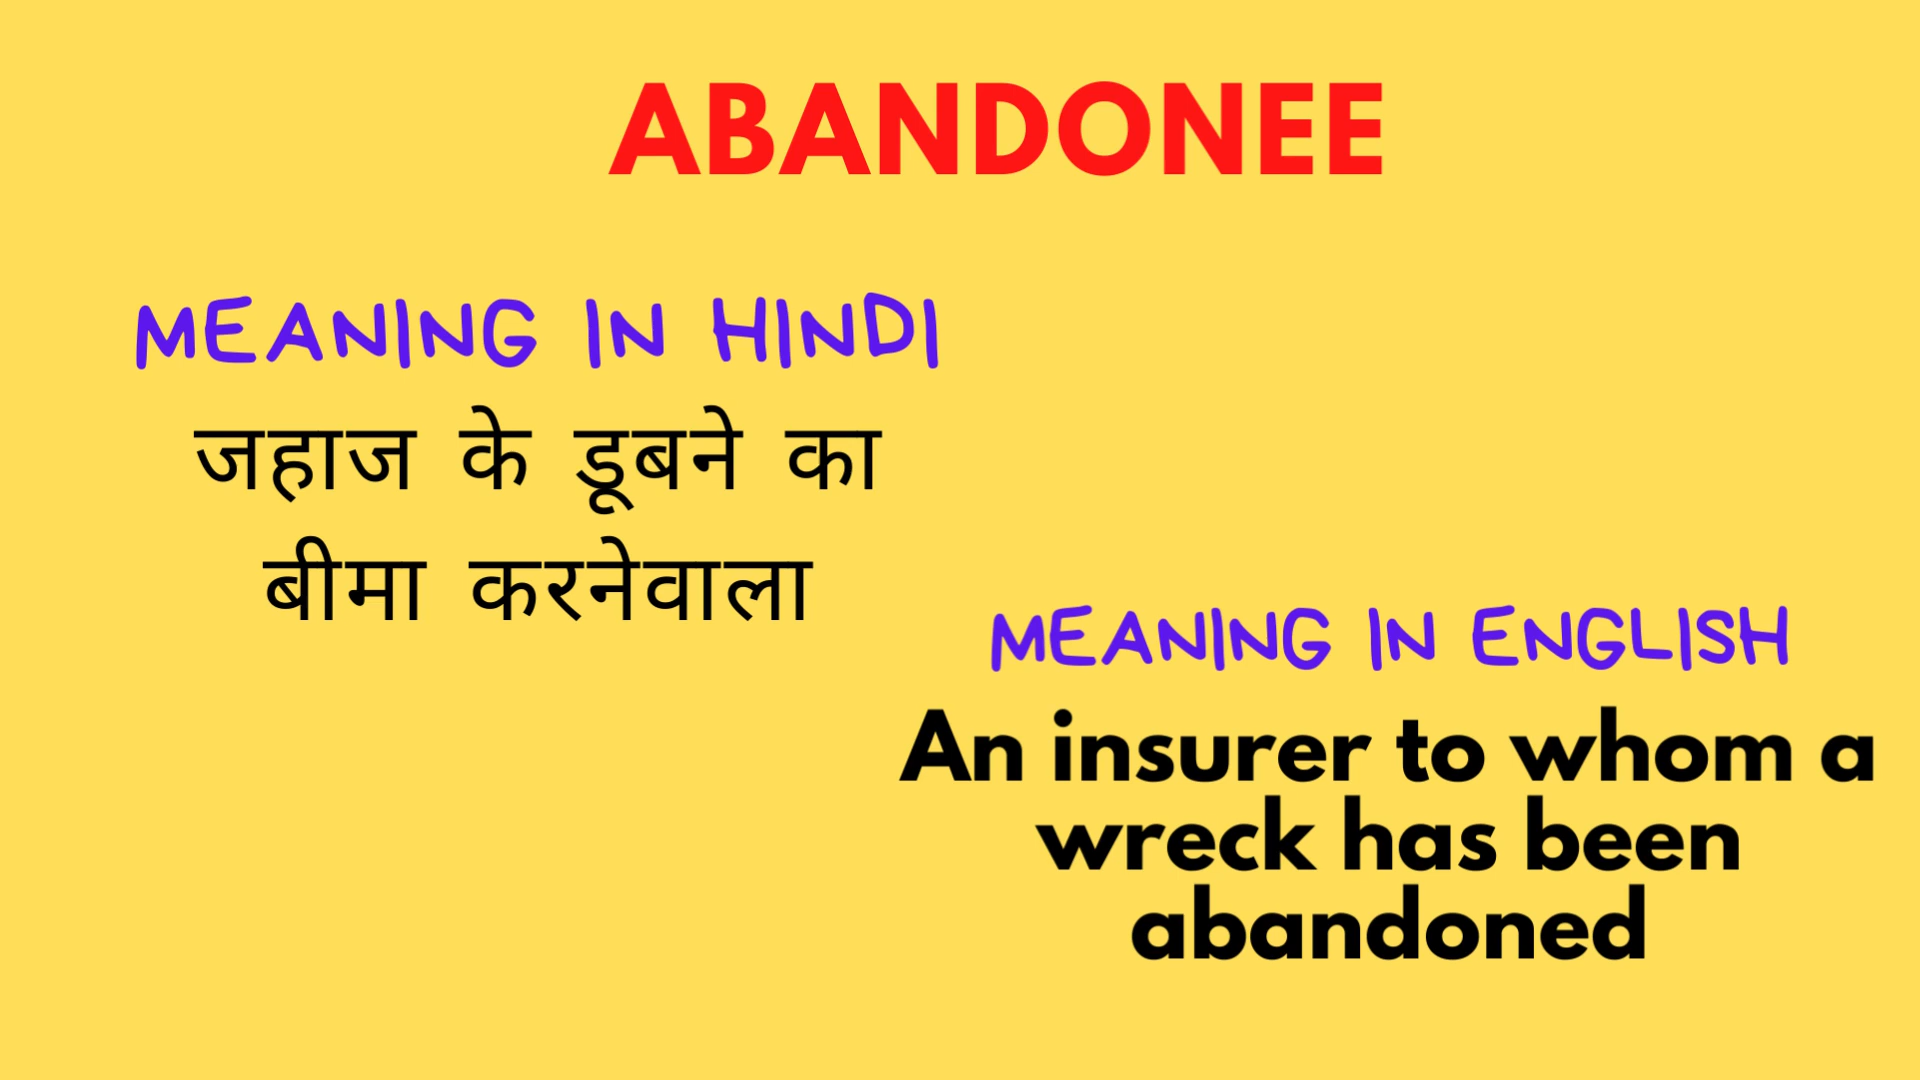 ABANDONEE
MEANING IN HINDI
जहाज के डूबने का
बीमा करनेवाला
MEANING IN ENGLISH
An insurer to whom a
wreck has been
abandoned